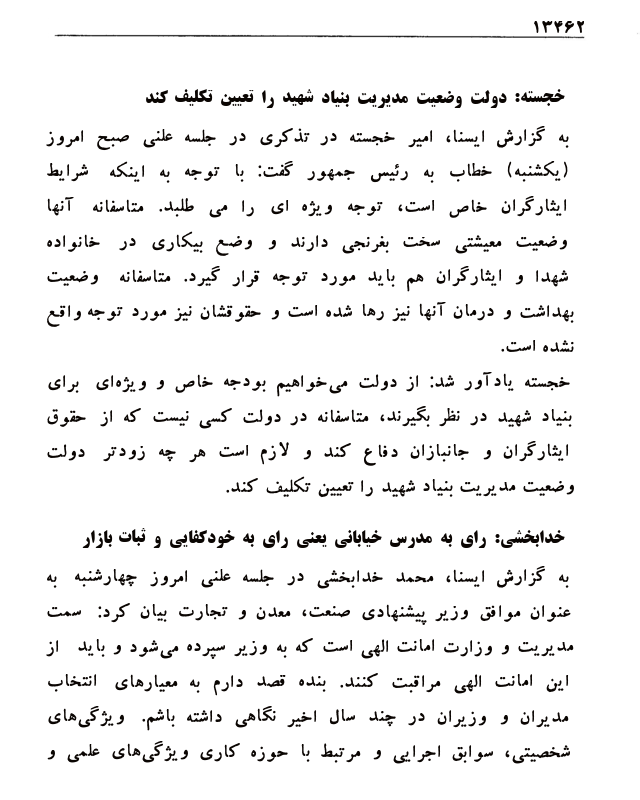 ۱۳۴۶۲
خجسته: دولت وضعیت مدیریت بنیاد شهید را تعیین تکلیف کند
به گزارش ایسنا، امیر خجسته در تذکری در جلسه علنی صبح امروز
(یکشنبه) خطاب به رئیس جمهور گفت: با توجه به اینکه شرایط
ایثارگران خاص است، توجه ویژه ای را می طلبد. متاسفانه آنها
وضعیت معیشتی سخت بغرنجی دارند و وضع بیکاری در خانواده
شهدا و ایثارگران هم باید مورد توجه قرار گیرد. متاسفانه وضعیت
بهداشت و درمان آنها نیز رها شده است و حقوقشان نیز مورد توجه واقع
نشده است.
خجسته یادآور شد: از دولت می‌خواهیم بودجه خاص و ویژه‌ای برای
بنیاد شهید در نظر بگیرند، متاسفانه در دولت کسی نیست که از حقوق
ایثارگران و جانبازان دفاع کند و لازم است هر چه زودتر دولت
وضعیت مدیریت بنیاد شهید را تعیین تکلیف کند.
خدابخشی: رای به مدرس خیابانی یعنی رای به خودکفایی و ثبات بازار
به گزارش ایسنا، محمد خدابخشی در جلسه علنی امروز چهارشنبه به
عنوان موافق وزیر پیشنهادی صنعت، معدن و تجارت بیان کرد: سمت
مدیریت و وزارت امانت الهی است که به وزیر سپرده می‌شود و باید از
این امانت الهی مراقبت کنند. بنده قصد دارم به معیارهای انتخاب
مدیران و وزیران در چند سال اخیر نگاهی داشته باشم. ویژگی‌های
شخصیتی، سوابق اجرایی و مرتبط با حوزه کاری ویژگی‌های علمی و